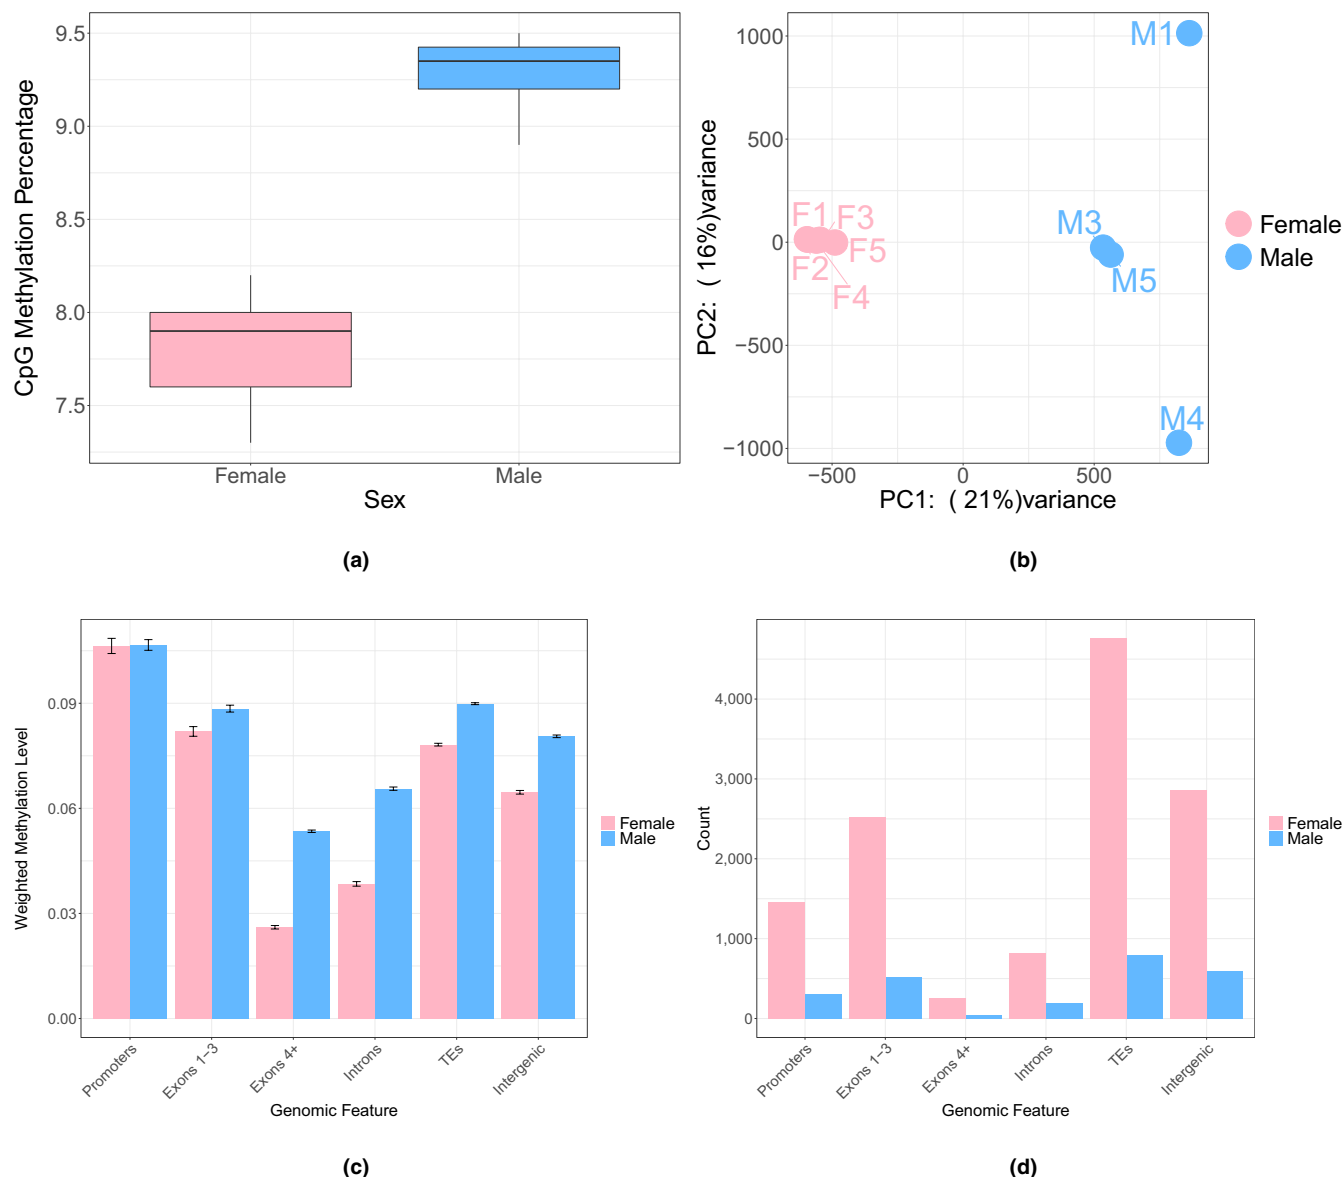 9.5
9.0
8.5
8.0
7.5
CpG Methylation Percentage
Female
Male
Sex
(a)
1000
500
0
−500
−1000
PC2: ( 16%)variance
M1
F1
F3
F2
F5
F4
M3
M5
M4
−500
0
500
PC1: ( 21%)variance
Female
Male
(b)
0.09
0.06
0.03
0.00
Weighted Methylation Level
Promoters
Exons 1−3
Exons 4+
Introns
TEs
Intergenic
Genomic Feature
Female
Male
(c)
4,000
3,000
2,000
1,000
0
Count
Promoters
Exons 1−3
Exons 4+
Introns
TEs
Intergenic
Genomic Feature
Female
Male
(d)